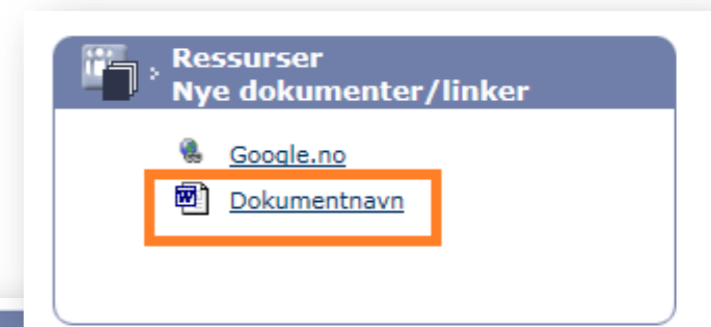 Ressurser
Nye dokumenter/linker
Google.no
Dokumentnavn